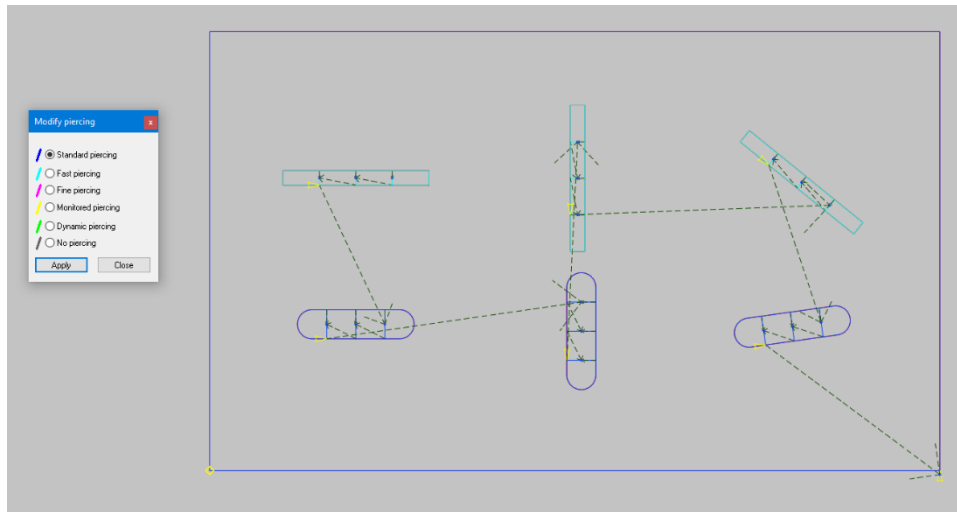 Modify piercing
x
Standard piercing
Fast piercing
Fine piercing
Monitored piercing
Dynamic piercing
No piercing
Apply Close